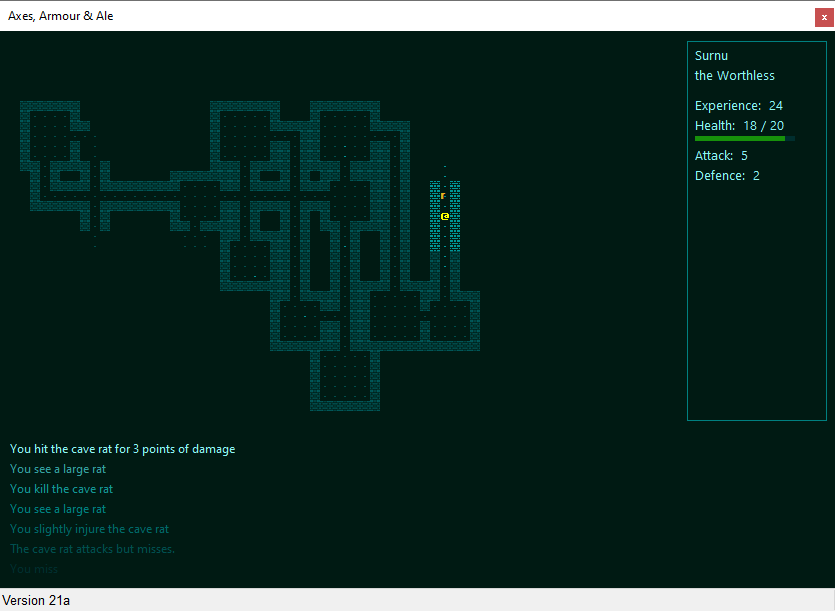 Axes, Armour & Ale
x
Surnu
the Worthless
Experience: 24
Health: 18 / 20
Attack: 5
Defence: 2
r
@
You hit the cave rat for 3 points of damage
You see a large rat
You kill the cave rat
You see a large rat
You slightly injure the cave rat
The cave rat attacks but misses.
You miss
Version 21a